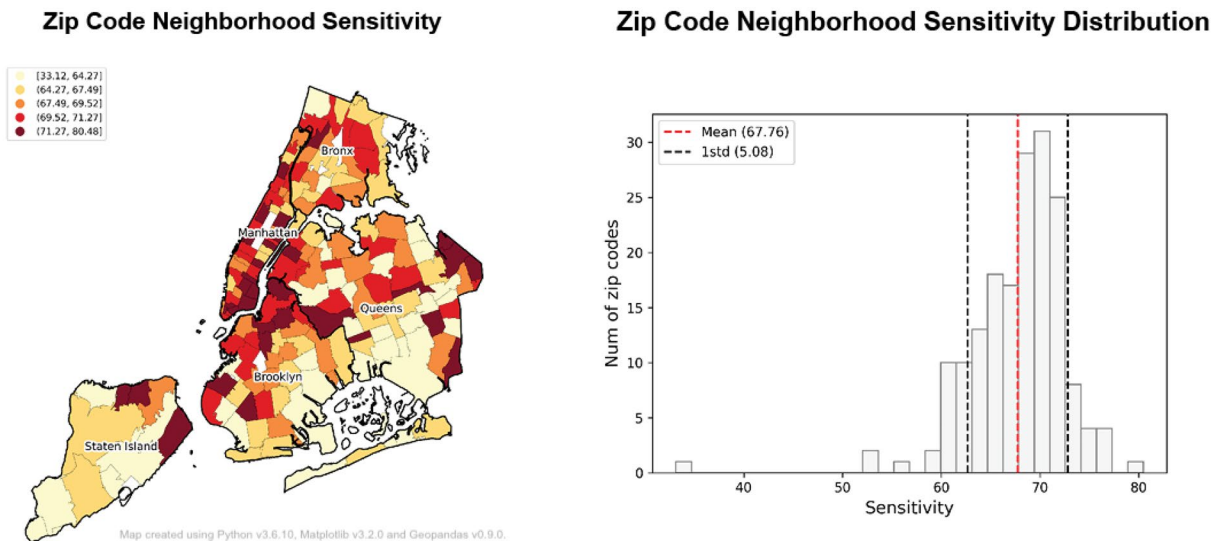 Zip Code Neighborhood Sensitivity
[33.12, 64.27]
(64.27, 67.49]
(67.49, 69.52]
(69.52, 71.27]
(71.27, 80.48]
Bronx
Manhattan
Queens
Brooklyn
Staten Island
Map created using Python v3.6.10, Matplotlib v3.2.0 and Geopandas v0.9.0.
Zip Code Neighborhood Sensitivity Distribution
Mean (67.76)
1std (5.08)
Num of zip codes
30
25
20
15
10
5
0
40 50 60 70 80
Sensitivity